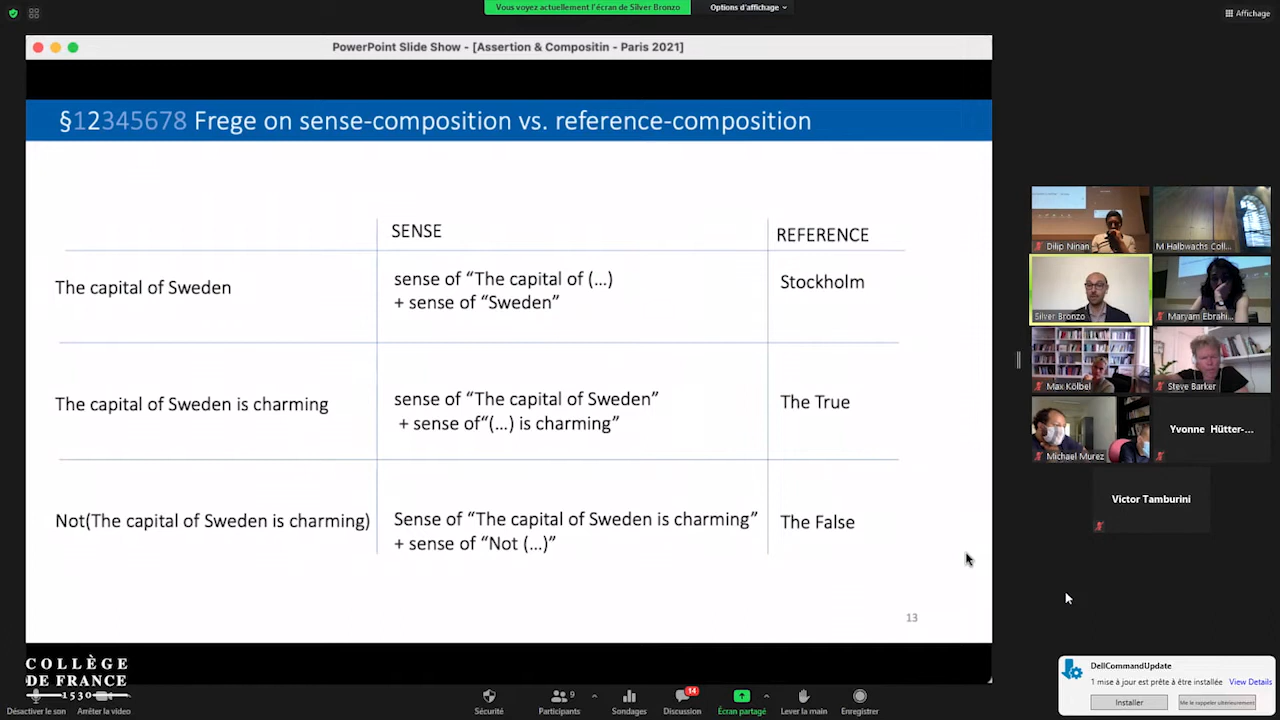 Vous voyez actuellement l'écran de Silver Bronzo
Options d'affichage
Affichage
PowerPoint Slide Show - [Assertion & Compositin - Paris 2021]
§12345678 Frege on sense-composition vs. reference-composition
SENSE
REFERENCE
The capital of Sweden
sense of “The capital of (…)
+ sense of “Sweden”
Stockholm
The capital of Sweden is charming
sense of “The capital of Sweden”
+ sense of“(…) is charming”
The True
Not(The capital of Sweden is charming)
Sense of “The capital of Sweden is charming”
+ sense of “Not (…)”
The False
13
COLLÈGE
DE FRANCE
1530
Dilip Ninan
M Halbwachs Coll...
Silver Bronzo
Maryam Ebrahi...
Max Kölbel
Steve Barker
Michael Murez
Yvonne Hütter-...
Victor Tamburini
DellCommandUpdate
1 mise à jour est prête à être installée View Details
Installer
Me le rappeler ultérieurement
Désactiver le son
Arrêter la vidéo
Sécurité
9
Participants
Sondages
14
Discussion
Écran partagé
Lever la main
Enregistrer